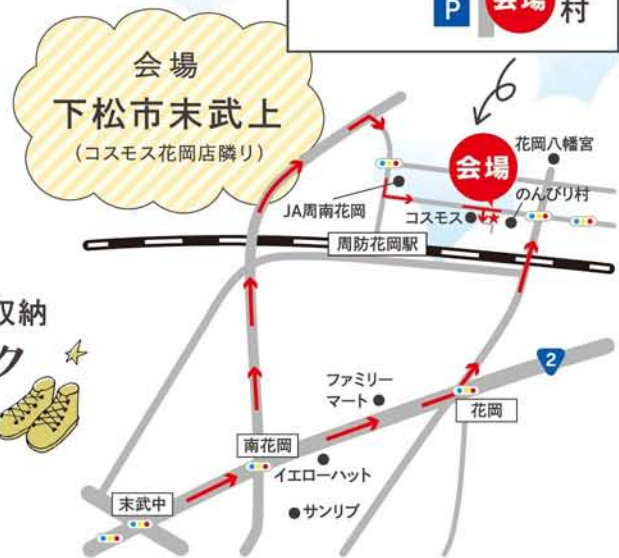 P
会場
村
会場
下松市末武上
(コスモス花岡店隣り)
会場
花岡八幡宮
JA周南花岡
コスモス
のんびり村
周防花岡駅
収納
ク
2
ファミリー
マート
花岡
南花岡
イエローハット
末武中
サンリブ